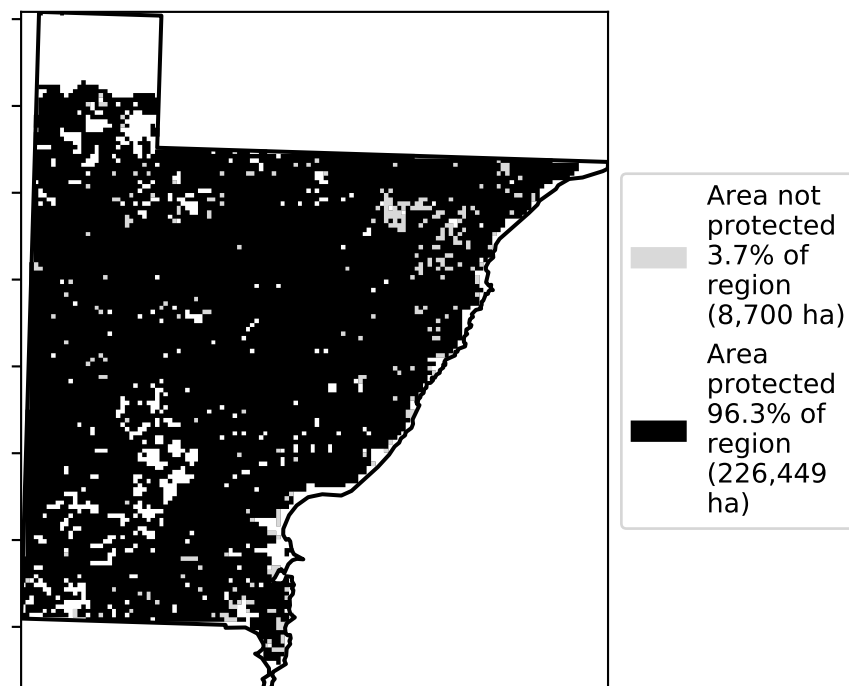 Area not
protected
3.7% of
region
(8,700 ha)
Area
protected
96.3% of
region
(226,449
ha)